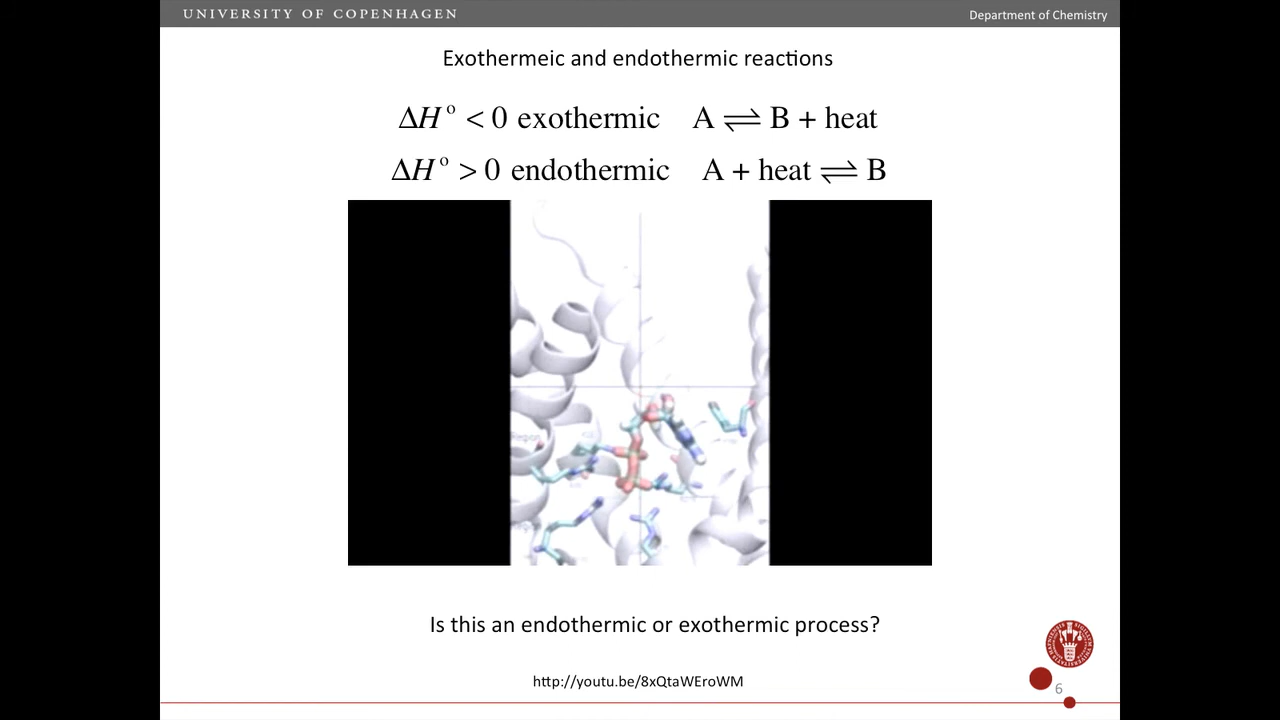 UNIVERSITY OF COPENHAGEN
Department of Chemistry
Exothermeic and endothermic reactions
ΔH° < 0 exothermic A ⇌ B + heat
ΔH° > 0 endothermic A + heat ⇌ B
Is this an endothermic or exothermic process?
http://youtu.be/8xQtaWEroWM
6